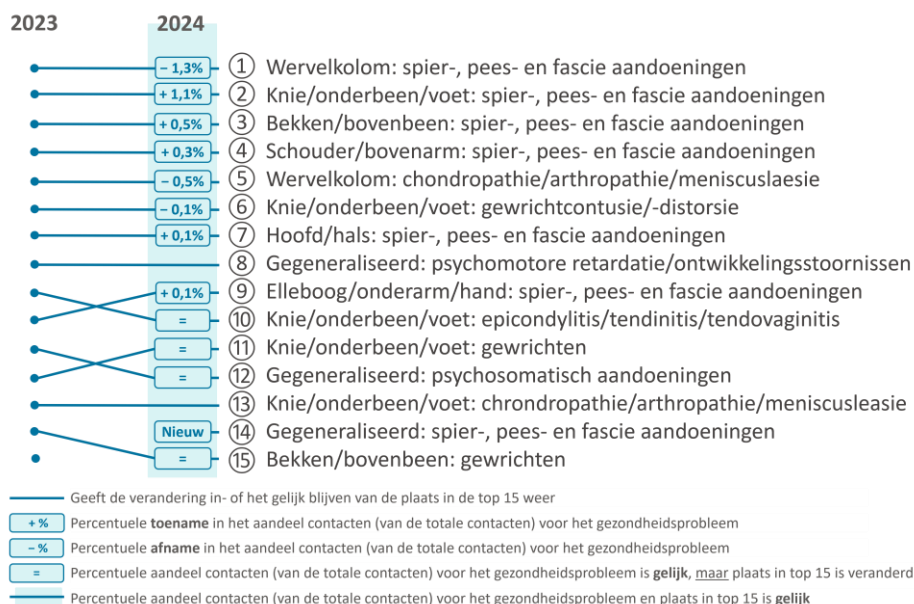 2023 2024
− 1,3% 1 Wervelkolom: spier-, pees- en fascie aandoeningen
+ 1,1% 2 Knie/onderbeen/voet: spier-, pees- en fascie aandoeningen
+ 0,5% 3 Bekken/bovenbeen: spier-, pees- en fascie aandoeningen
+ 0,3% 4 Schouder/bovenarm: spier-, pees- en fascie aandoeningen
− 0,5% 5 Wervelkolom: chondropathie/arthropathie/meniscuslaesie
− 0,1% 6 Knie/onderbeen/voet: gewrichtcontusie/-distorsie
+ 0,1% 7 Hoofd/hals: spier-, pees- en fascie aandoeningen
8 Gegeneraliseerd: psychomotore retardatie/ontwikkelingsstoornissen
+ 0,1% 9 Elleboog/onderarm/hand: spier-, pees- en fascie aandoeningen
= 10 Knie/onderbeen/voet: epicondylitis/tendinitis/tendovaginitis
= 11 Knie/onderbeen/voet: gewrichten
= 12 Gegeneraliseerd: psychosomatisch aandoeningen
13 Knie/onderbeen/voet: chrondropathie/arthropathie/meniscusleasie
Nieuw 14 Gegeneraliseerd: spier-, pees- en fascie aandoeningen
= 15 Bekken/bovenbeen: gewrichten
Geeft de verandering in- of het gelijk blijven van de plaats in de top 15 weer
+ % Percentuele toename in het aandeel contacten (van de totale contacten) voor het gezondheidsprobleem
− % Percentuele afname in het aandeel contacten (van de totale contacten) voor het gezondheidsprobleem
= Percentuele aandeel contacten (van de totale contacten) voor het gezondheidsprobleem is gelijk, maar plaats in top 15 is veranderd
Percentuele aandeel contacten (van de totale contacten) voor het gezondheidsprobleem en plaats in top 15 is gelijk